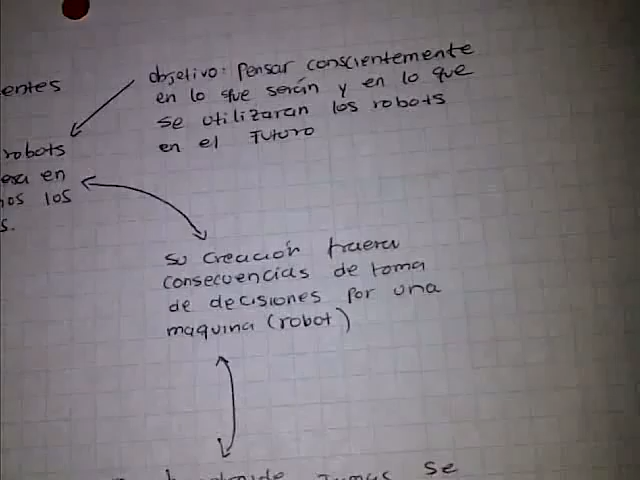 entes
robots
en
los
s.
objetivo: Pensar conscientemente
en lo que serán y en lo que
se utilizaran los robots
en el Futuro
su creación traera
consecuencias de toma
de decisiones por una
maquina (robot)
se